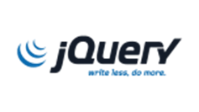 jQuery
write less, do more.